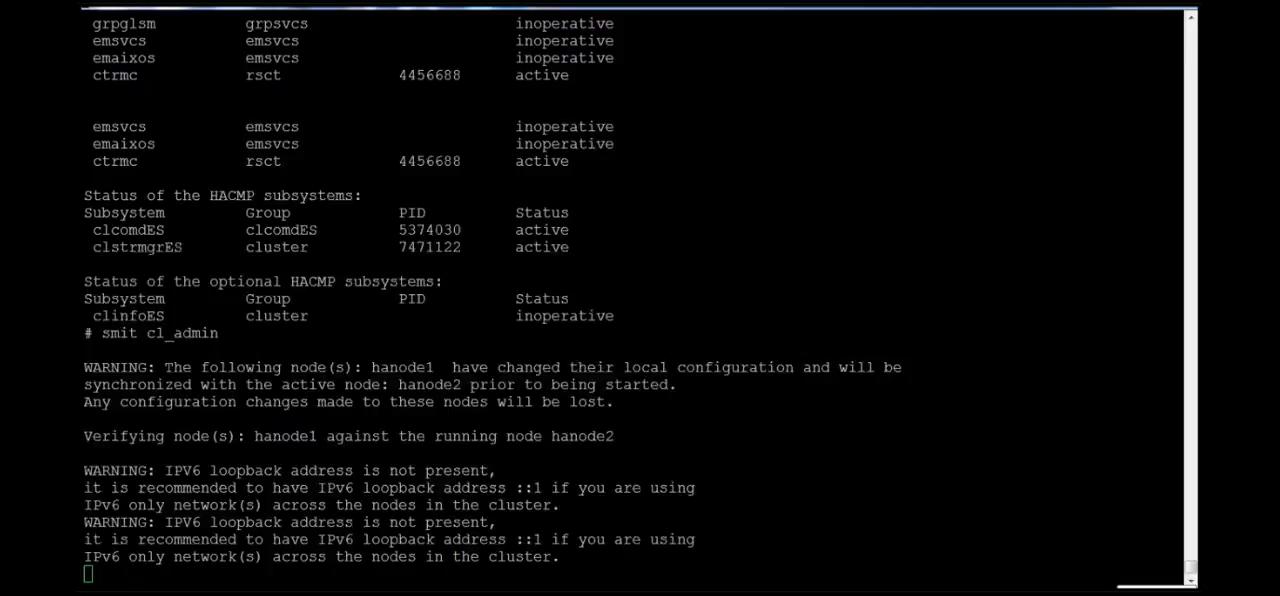 grpglsm grpsvcs inoperative
emsvcs emsvcs inoperative
emaixos emsvcs inoperative
ctrmc rsct 4456688 active
emsvcs emsvcs inoperative
emaixos emsvcs inoperative
ctrmc rsct 4456688 active
Status of the HACMP subsystems:
Subsystem Group PID Status
clcomdES clcomdES 5374030 active
clstrmgrES cluster 7471122 active
Status of the optional HACMP subsystems:
Subsystem Group PID Status
clinfoES cluster inoperative
# smit cl_admin
WARNING: The following node(s): hanode1  have changed their local configuration and will be
synchronized with the active node: hanode2 prior to being started.
Any configuration changes made to these nodes will be lost.
Verifying node(s): hanode1 against the running node hanode2
WARNING: IPV6 loopback address is not present,
it is recommended to have IPv6 loopback address ::1 if you are using
IPv6 only network(s) across the nodes in the cluster.
WARNING: IPV6 loopback address is not present,
it is recommended to have IPv6 loopback address ::1 if you are using
IPv6 only network(s) across the nodes in the cluster.